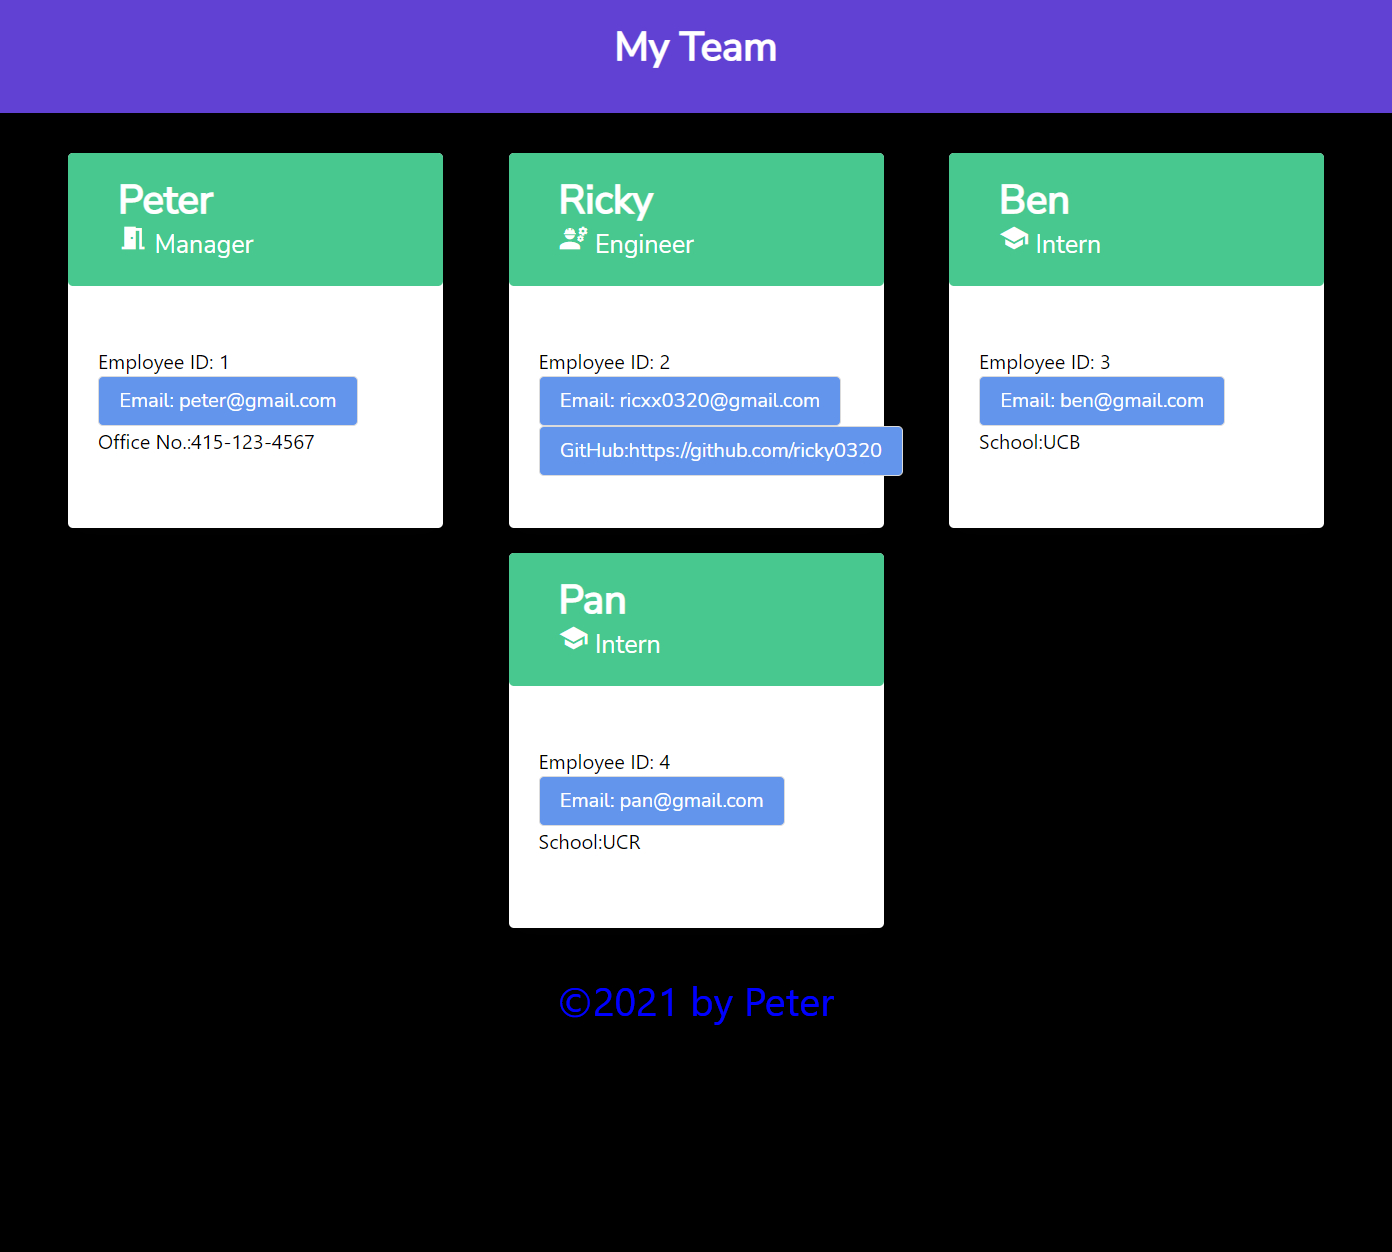 My Team
Peter
Manager
Employee ID: 1
Email: peter@gmail.com
Office No.:415-123-4567
Ricky
Engineer
Employee ID: 2
Email: ricxx0320@gmail.com
GitHub:https://github.com/ricky0320
Ben
Intern
Employee ID: 3
Email: ben@gmail.com
School:UCB
Pan
Intern
Employee ID: 4
Email: pan@gmail.com
School:UCR
©2021 by Peter